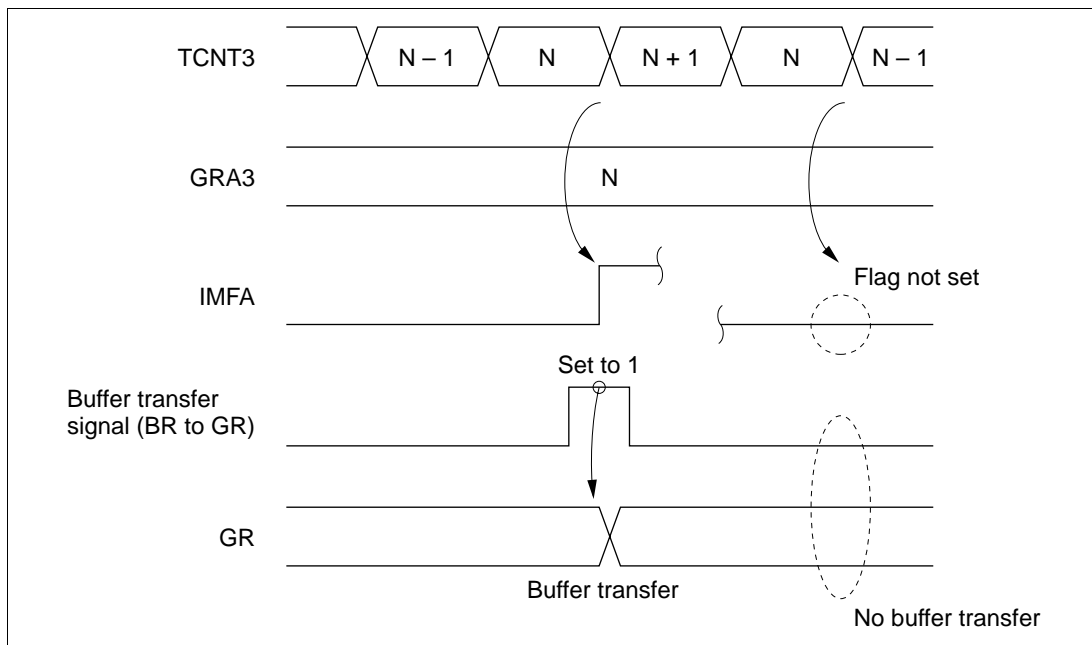 TCNT3
N – 1
N
N + 1
N
N – 1
GRA3
N
IMFA
Flag not set
Set to 1
Buffer transfer
signal (BR to GR)
GR
Buffer transfer
No buffer transfer